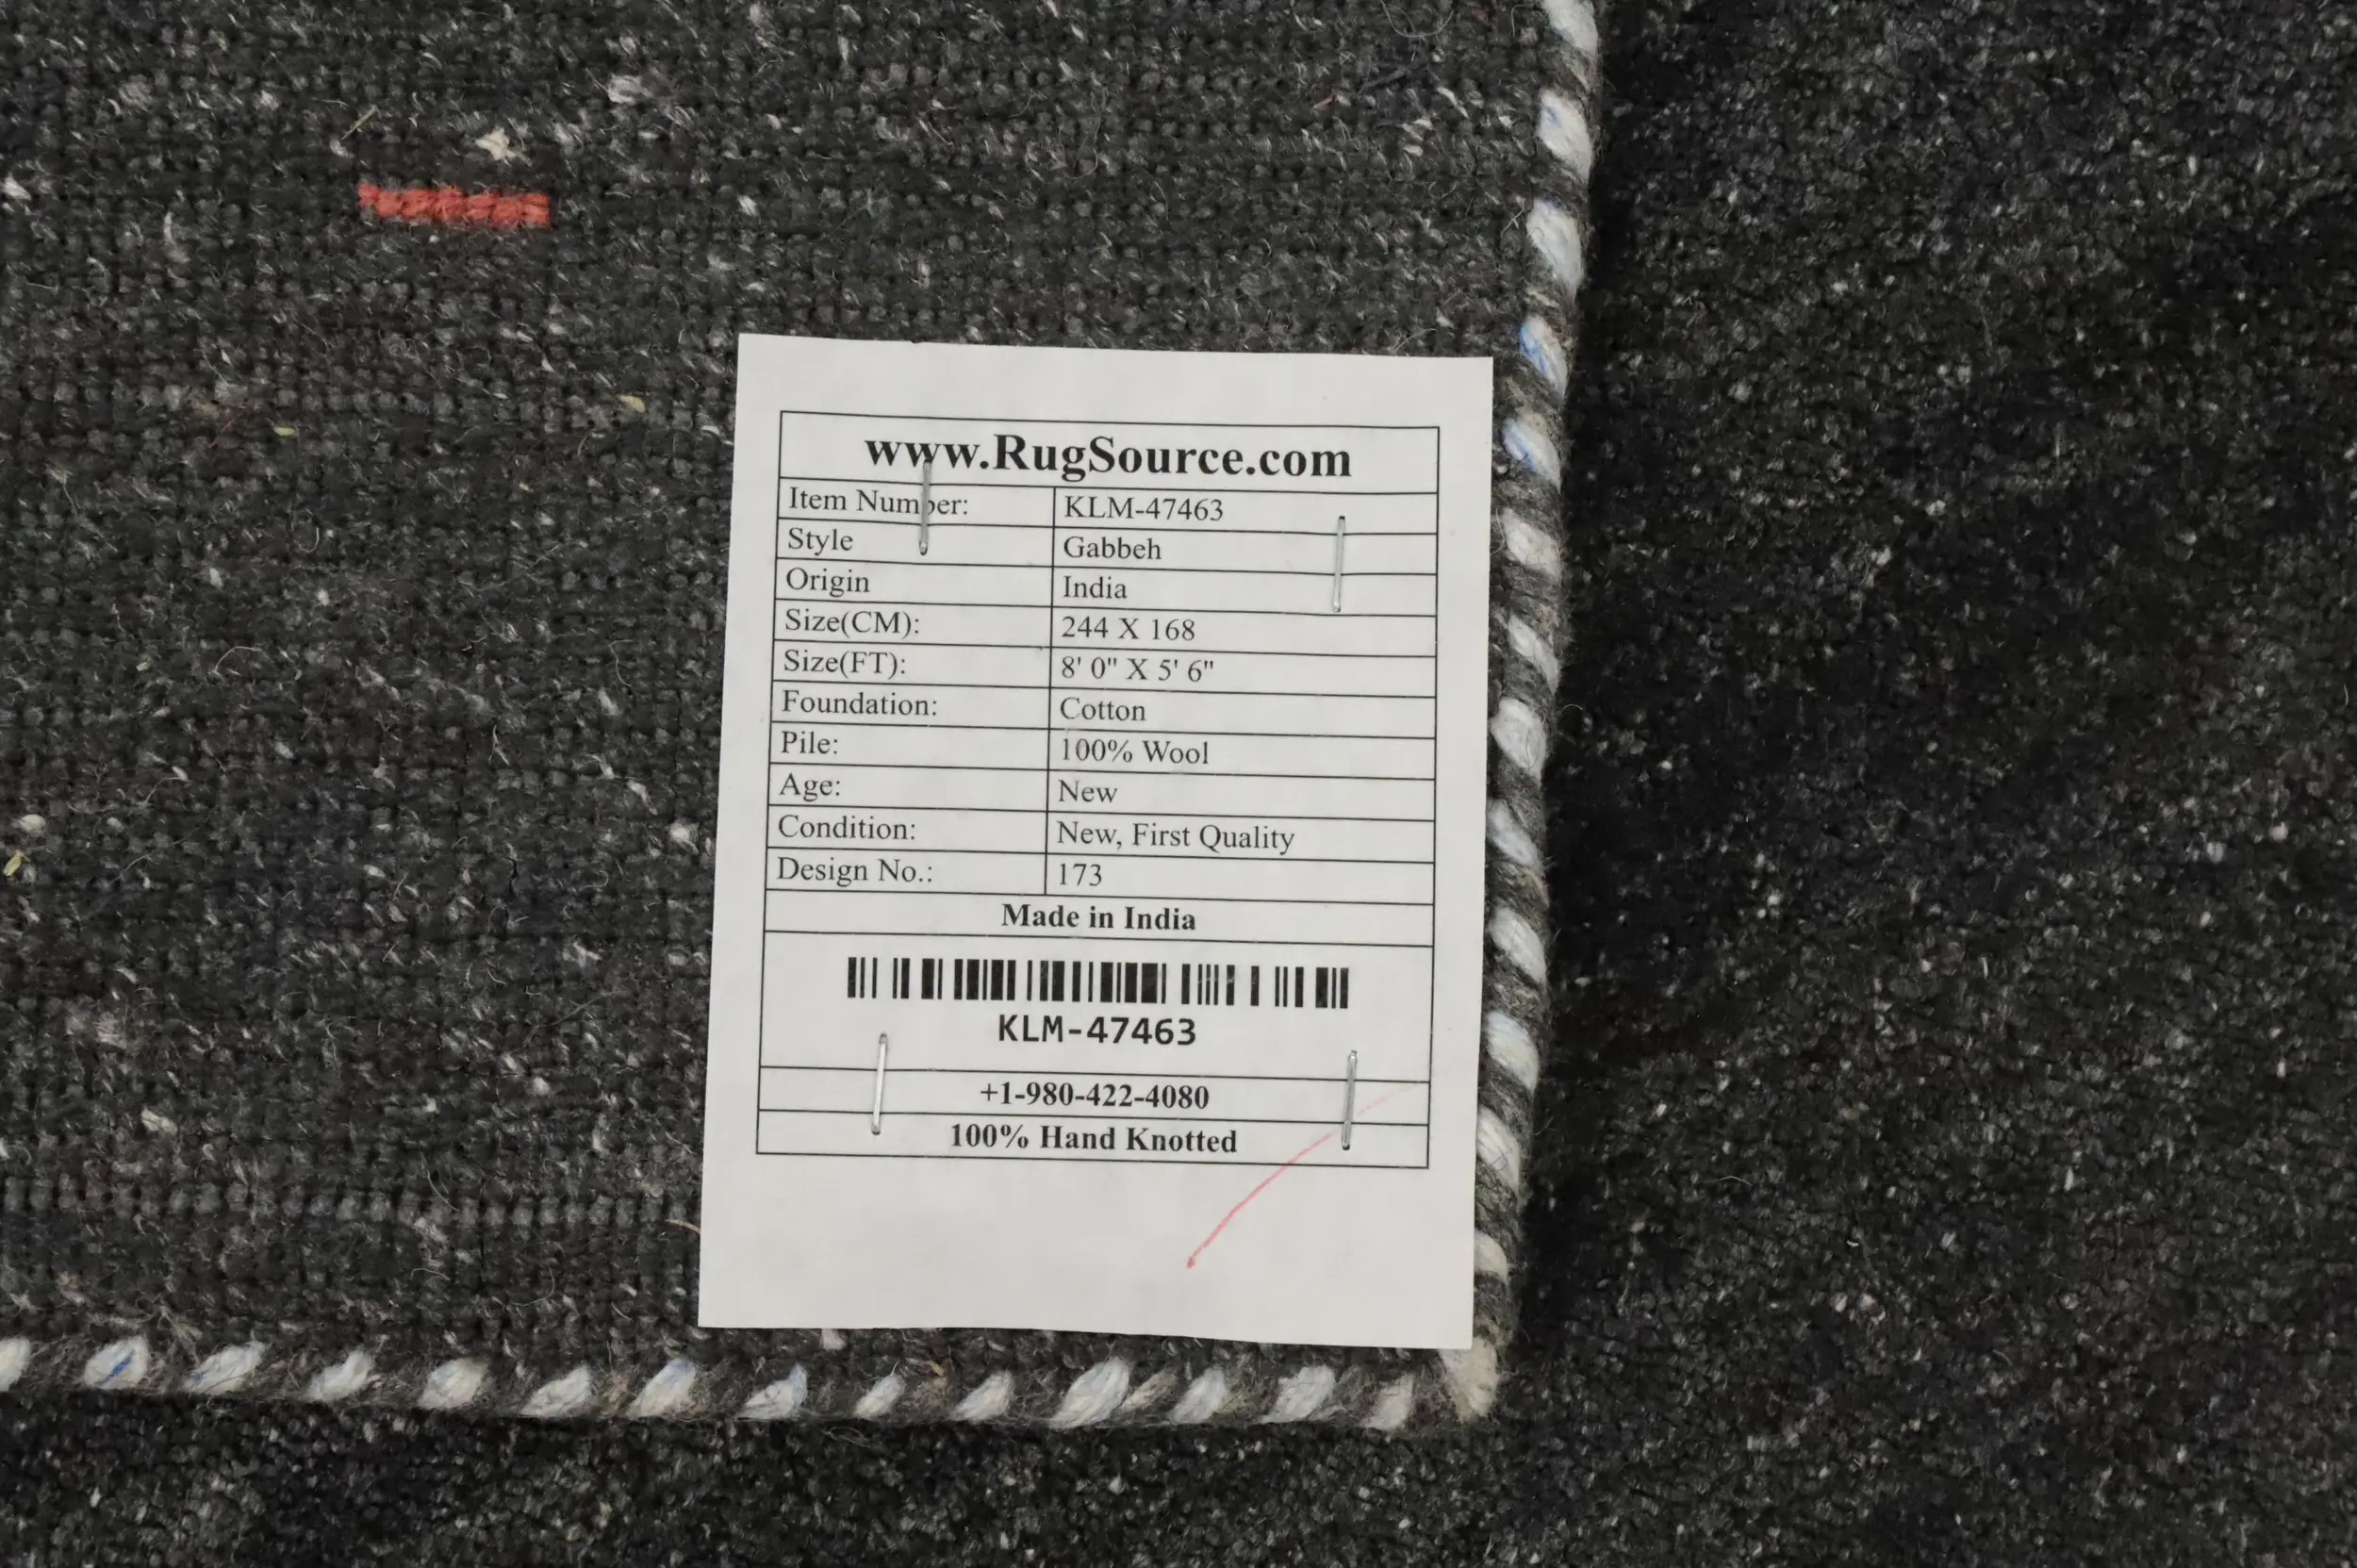 www.RugSource.com
Item Number: KLM-47463
Style Gabbeh
Origin India
Size(CM): 244 X 168
Size(FT): 8' 0" X 5' 6"
Foundation: Cotton
Pile: 100% Wool
Age: New
Condition: New, First Quality
Design No.: 173
Made in India
KLM-47463
+1-980-422-4080
100% Hand Knotted